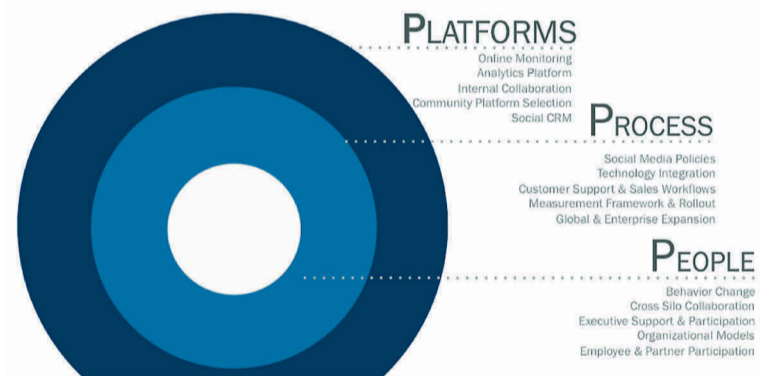 PLATFORMS
Online Monitoring
Analytics Platform
Internal Collaboration
Community Platform Selection
Social CRM
PROCESS
Social Media Policies
Technology Integration
Customer Support & Sales Workflows
Measurement Framework & Rollout
Global & Enterprise Expansion
PEOPLE
Behavior Change
Cross Silo Collaboration
Executive Support & Participation
Organizational Models
Employee & Partner Participation